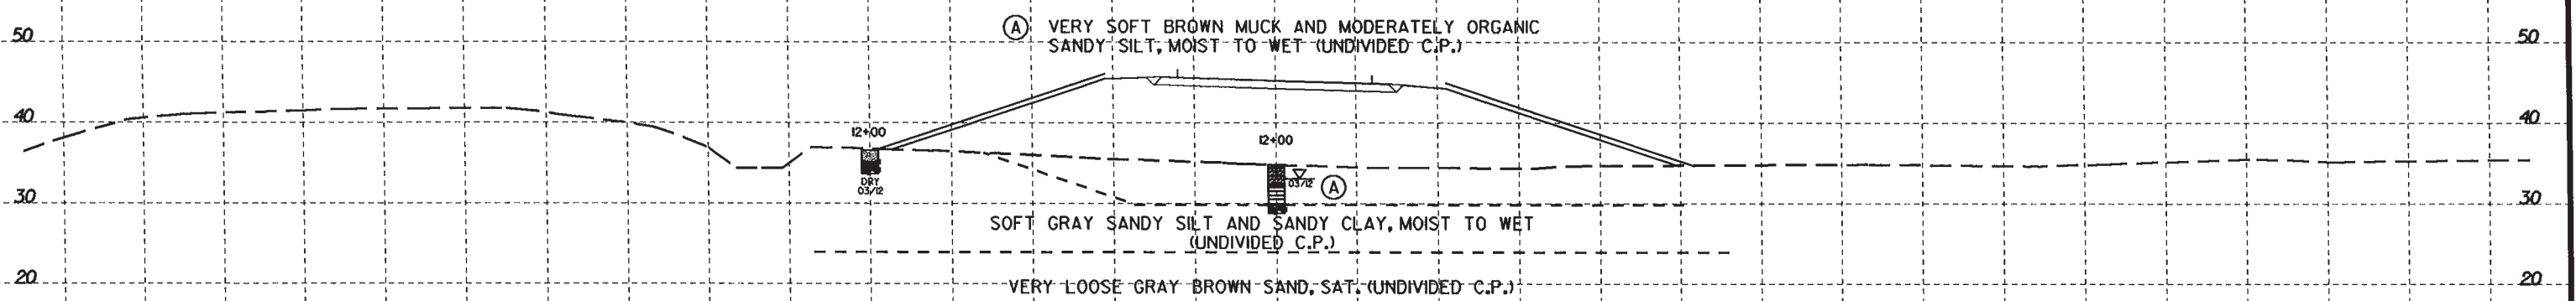 Ⓐ VERY SOFT BROWN MUCK AND MODERATELY ORGANIC
SANDY SILT, MOIST TO WET (UNDIVIDED C.P.)
50 50
40 40
12+00 12+00
DRY
03/12
03/12 Ⓐ
30 30
SOFT GRAY SANDY SILT AND SANDY CLAY, MOIST TO WET
(UNDIVIDED C.P.)
20 20
VERY LOOSE GRAY BROWN SAND, SAT. (UNDIVIDED C.P.)